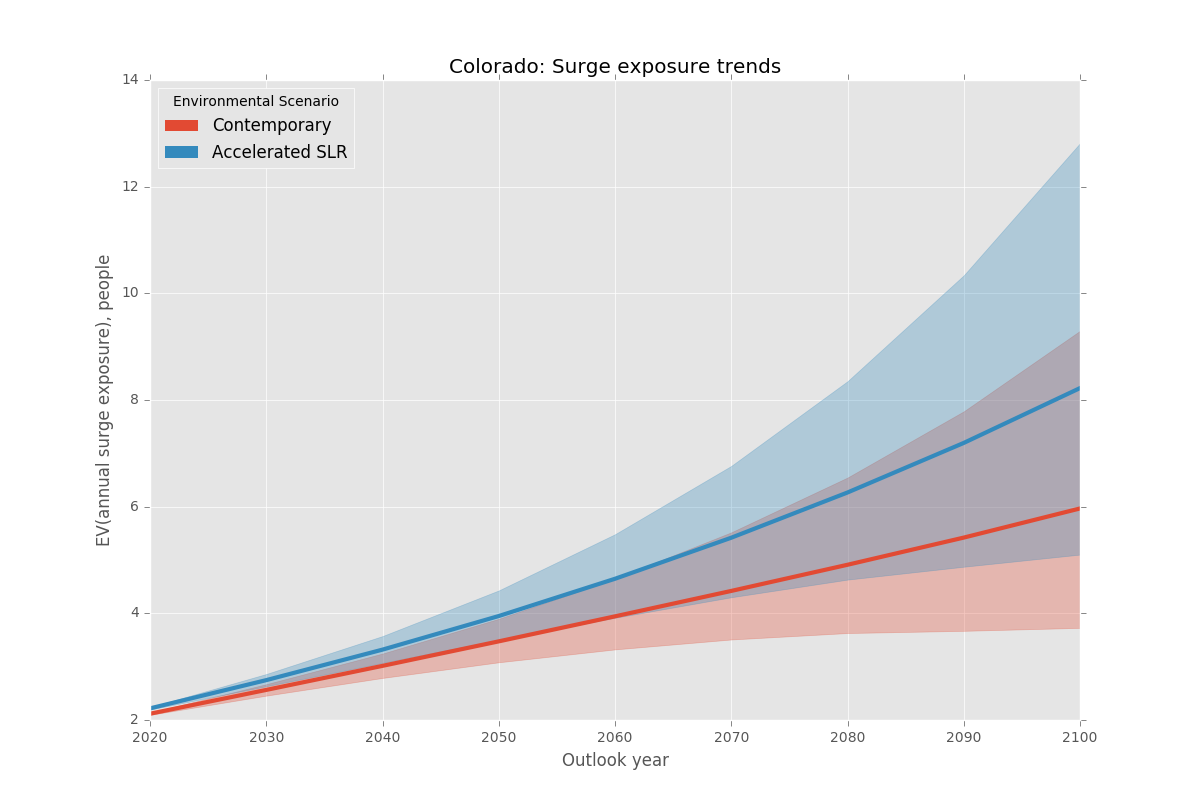 Colorado: Surge exposure trends
Environmental Scenario
Contemporary
Accelerated SLR
EV(annual surge exposure), people
14
12
10
8
6
4
2
2020 2030 2040 2050 2060 2070 2080 2090 2100
Outlook year